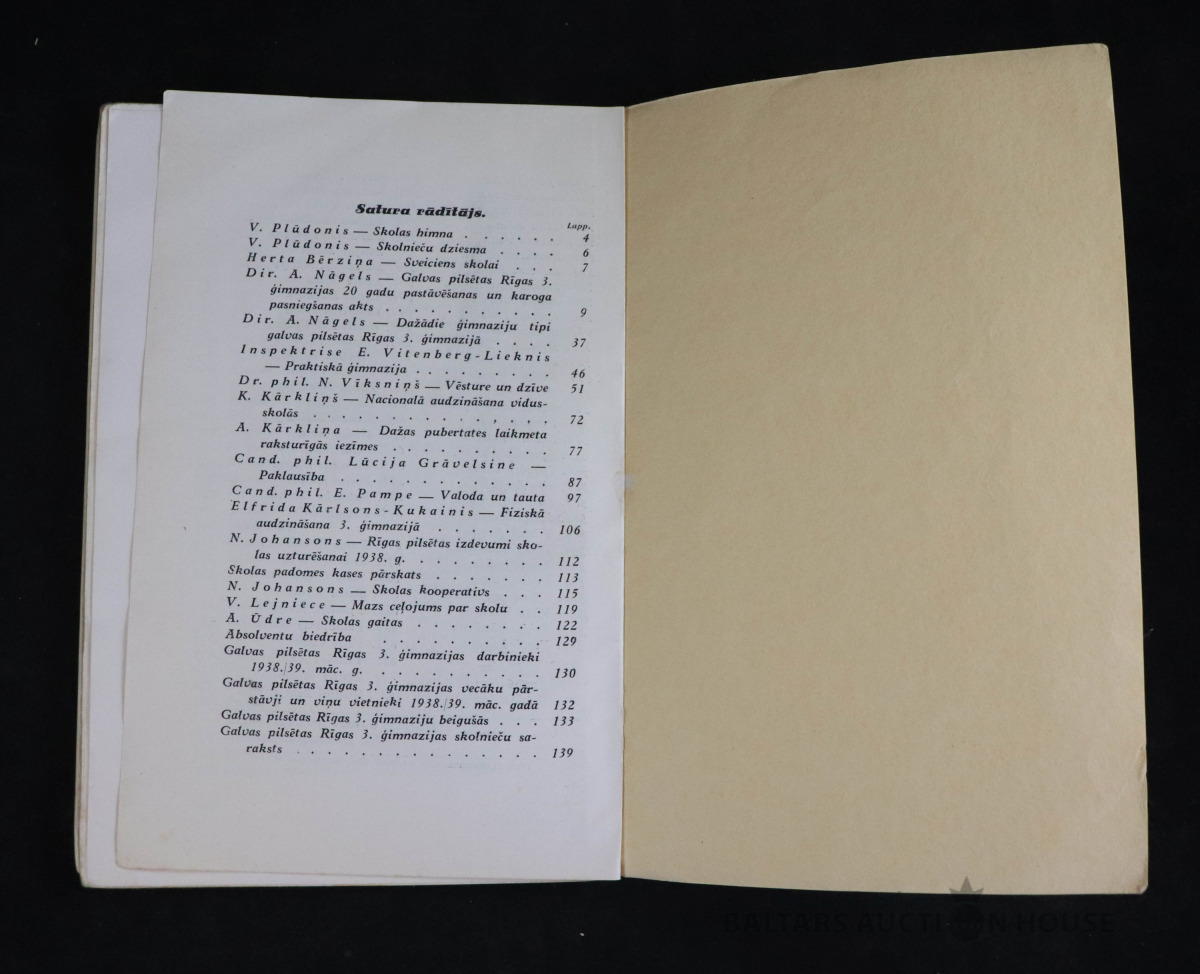 Satura rādītājs.
Lapp.
V. Plūdonis — Skolas himna . . . . . . 4
V. Plūdonis — Skolnieču dziesma . . . . 6
Herta Bērziņa — Sveiciens skolai . . . 7
Dir. A. Nāgels — Galvas pilsētas Rīgas 3.
ģimnazijas 20 gadu pastāvēšanas un karoga
pasniegšanas akts . . . . . . . . . . . 9
Dir. A. Nāgels — Dažādie ģimnaziju tipi
galvas pilsētas Rīgas 3. ģimnazijā . . . . 37
Inspektrise E. Vitenberg-Lieknis
— Praktiskā ģimnazija . . . . . . . . . 46
Dr. phil. N. Vīksniņš — Vēsture un dzīve 51
K. Kārkliņš — Nacionalā audzināšana vidus-
skolās . . . . . . . . . . . . . . 72
A. Kārkliņa — Dažas pubertates laikmeta
raksturīgās iezīmes . . . . . . . . . 77
Cand. phil. Lūcija Grāvelsine —
Paklausība . . . . . . . . . . . . . 87
Cand. phil. E. Pampe — Valoda un tauta 97
Elfrida Kārlsons-Kukainis — Fiziskā
audzināšana 3. ģimnazijā . . . . . . . 106
N. Johansons — Rīgas pilsētas izdevumi sko-
las uzturēšanai 1938. g. . . . . . . . . 112
Skolas padomes kases pārskats . . . . . . . 113
N. Johansons — Skolas kooperativs . . . 115
V. Lejniece — Mazs ceļojums par skolu . . 119
A. Ūdre — Skolas gaitas . . . . . . . . 122
Absolventu biedrība . . . . . . . . . . 129
Galvas pilsētas Rīgas 3. ģimnazijas darbinieki
1938./39. māc. g. . . . . . . . . . . 130
Galvas pilsētas Rīgas 3. ģimnazijas vecāku pār-
stāvji un viņu vietnieki 1938./39. māc. gadā 132
Galvas pilsētas Rīgas 3. ģimnaziju beigušās . . . 133
Galvas pilsētas Rīgas 3. ģimnazijas skolnieču sa-
raksts . . . . . . . . . . . . . . 139
BALTARS AUCTION HOUSE